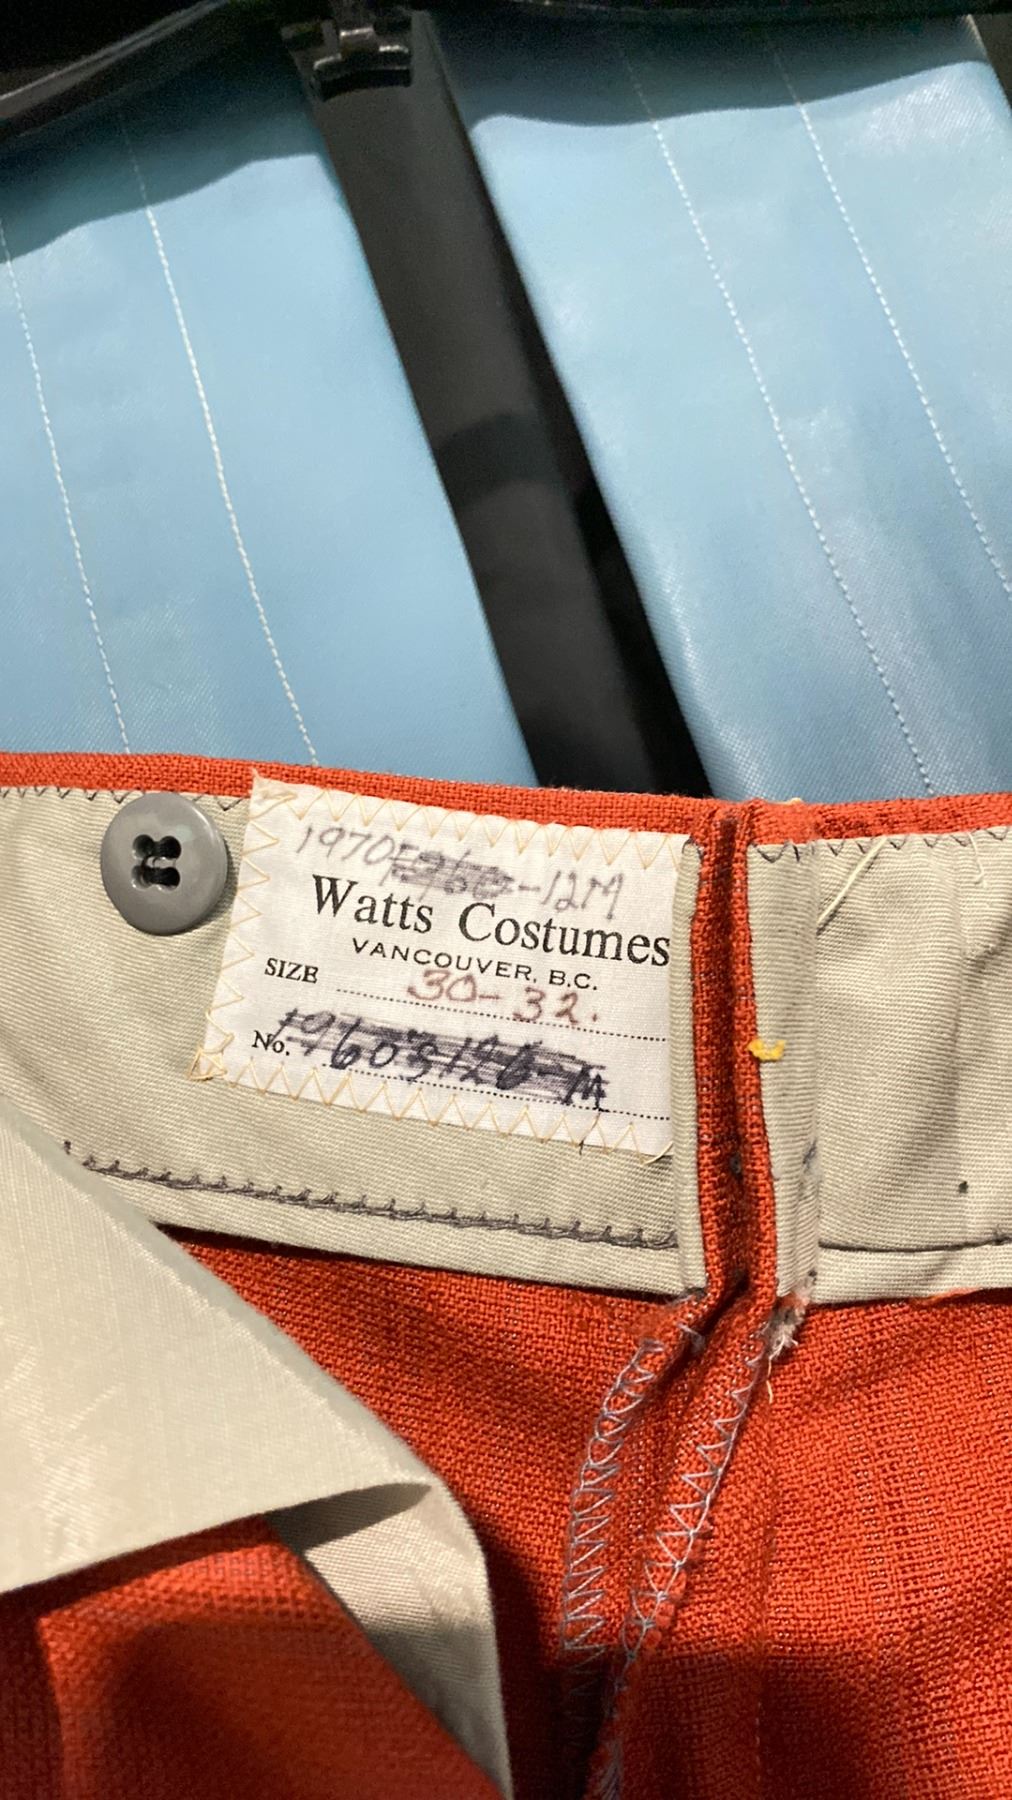 1970 -12M
Watts Costumes
VANCOUVER, B.C.
SIZE 30-32.
No.